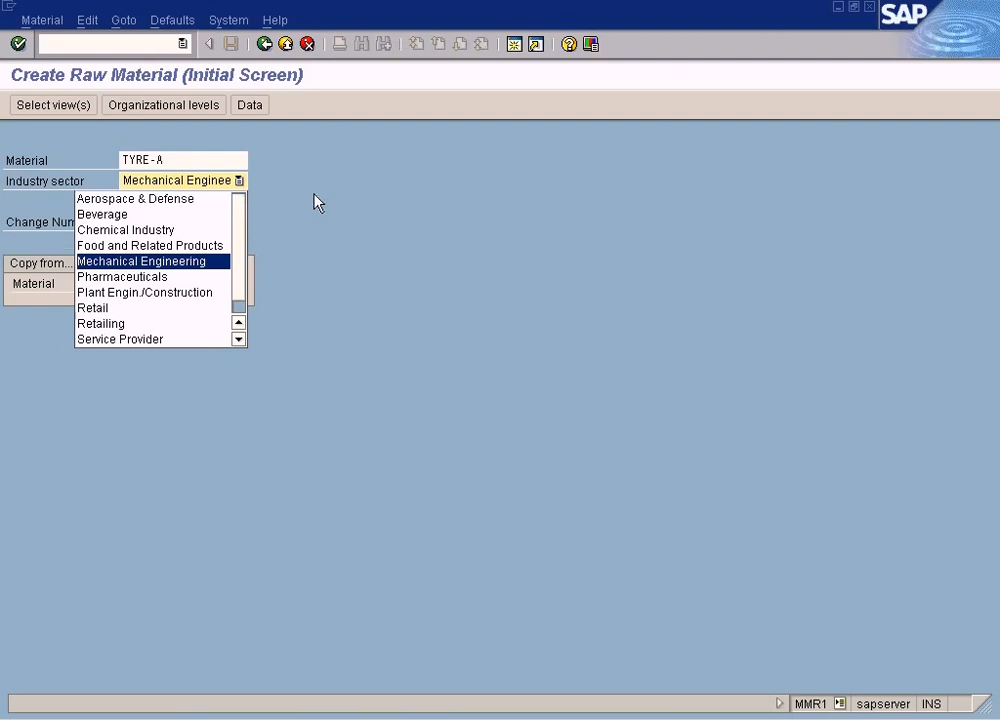 Material Edit Goto Defaults System Help
SAP
Create Raw Material (Initial Screen)
Select view(s) Organizational levels Data
Material TYRE-A
Industry sector Mechanical Enginee
Aerospace & Defense
Beverage
Change Num
Chemical Industry
Food and Related Products
Copy from...
Mechanical Engineering
Pharmaceuticals
Material
Plant Engin./Construction
Retail
Retailing
Service Provider
MMR1 sapserver INS